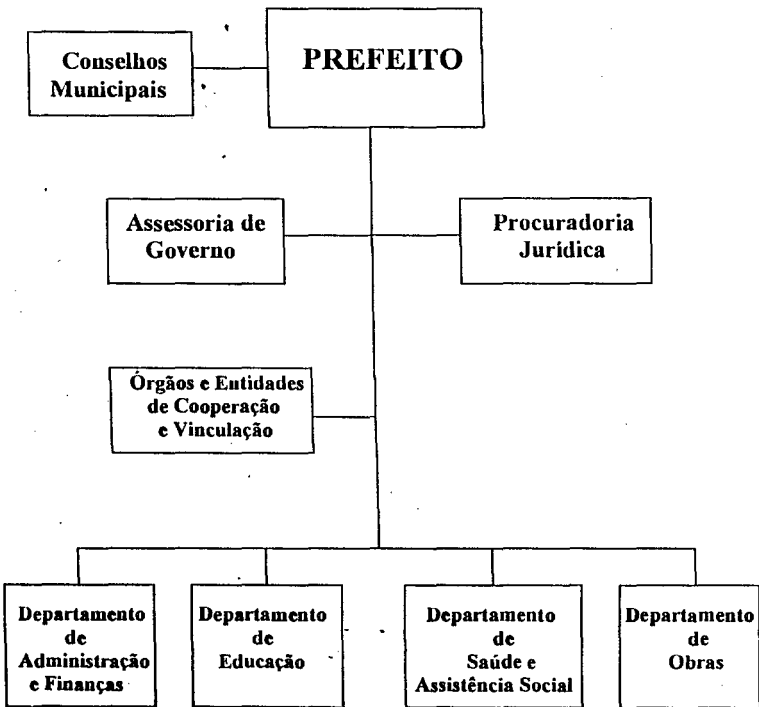 PREFEITO
Conselhos
Municipais
Assessoria de
Governo
Procuradoria
Jurídica
Órgãos e Entidades
de Cooperação
e Vinculação
Departamento
de
Administração
e Finanças
Departamento
de
Educação
Departamento
de
Saúde e
Assistência Social
Departamento
de
Obras